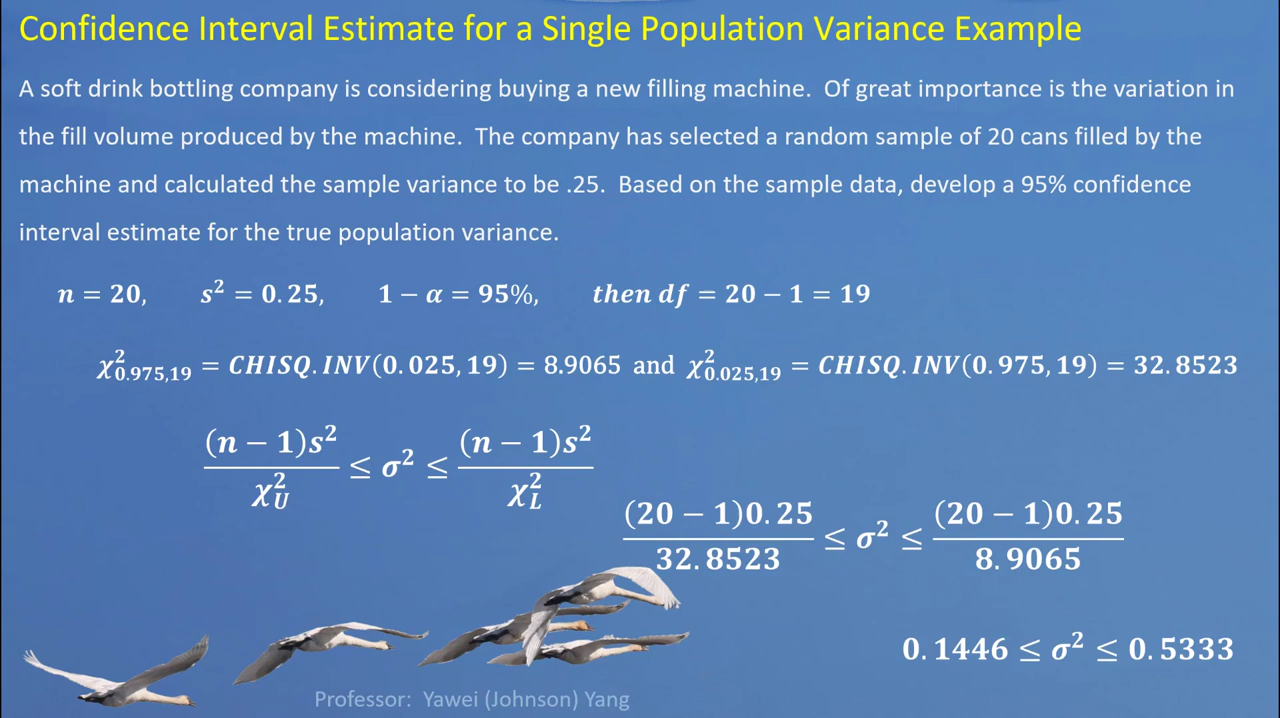 Confidence Interval Estimate for a Single Population Variance Example
A soft drink bottling company is considering buying a new filling machine.  Of great importance is the variation in
the fill volume produced by the machine.  The company has selected a random sample of 20 cans filled by the
machine and calculated the sample variance to be .25.  Based on the sample data, develop a 95% confidence
interval estimate for the true population variance.
n = 20,   s² = 0.25,   1 − α = 95%,   then df = 20 − 1 = 19
χ²₀.₉₇₅,₁₉ = CHISQ.INV(0.025, 19) = 8.9065 and χ²₀.₀₂₅,₁₉ = CHISQ.INV(0.975, 19) = 32.8523
(n − 1)s² / χ²_U ≤ σ² ≤ (n − 1)s² / χ²_L
(20 − 1)0.25 / 32.8523 ≤ σ² ≤ (20 − 1)0.25 / 8.9065
0.1446 ≤ σ² ≤ 0.5333
Professor:  Yawei (Johnson) Yang